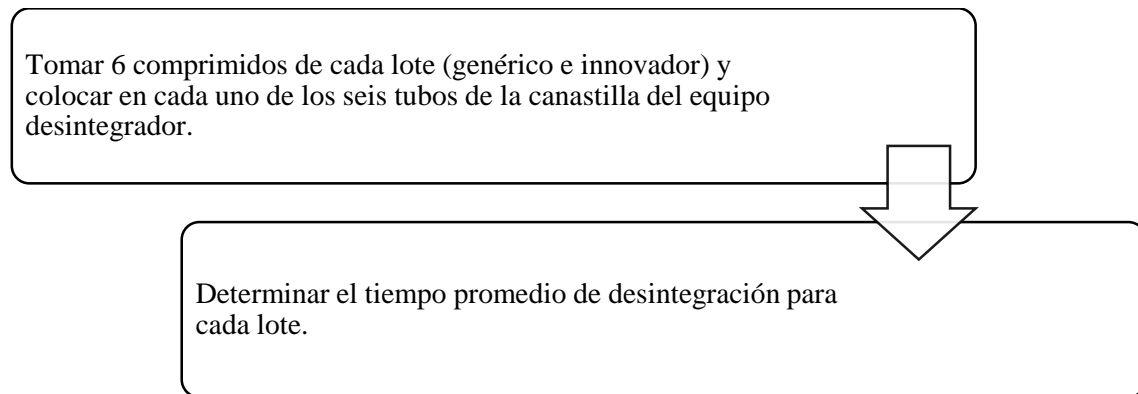 Tomar 6 comprimidos de cada lote (genérico e innovador) y
colocar en cada uno de los seis tubos de la canastilla del equipo
desintegrador.
Determinar el tiempo promedio de desintegración para
cada lote.